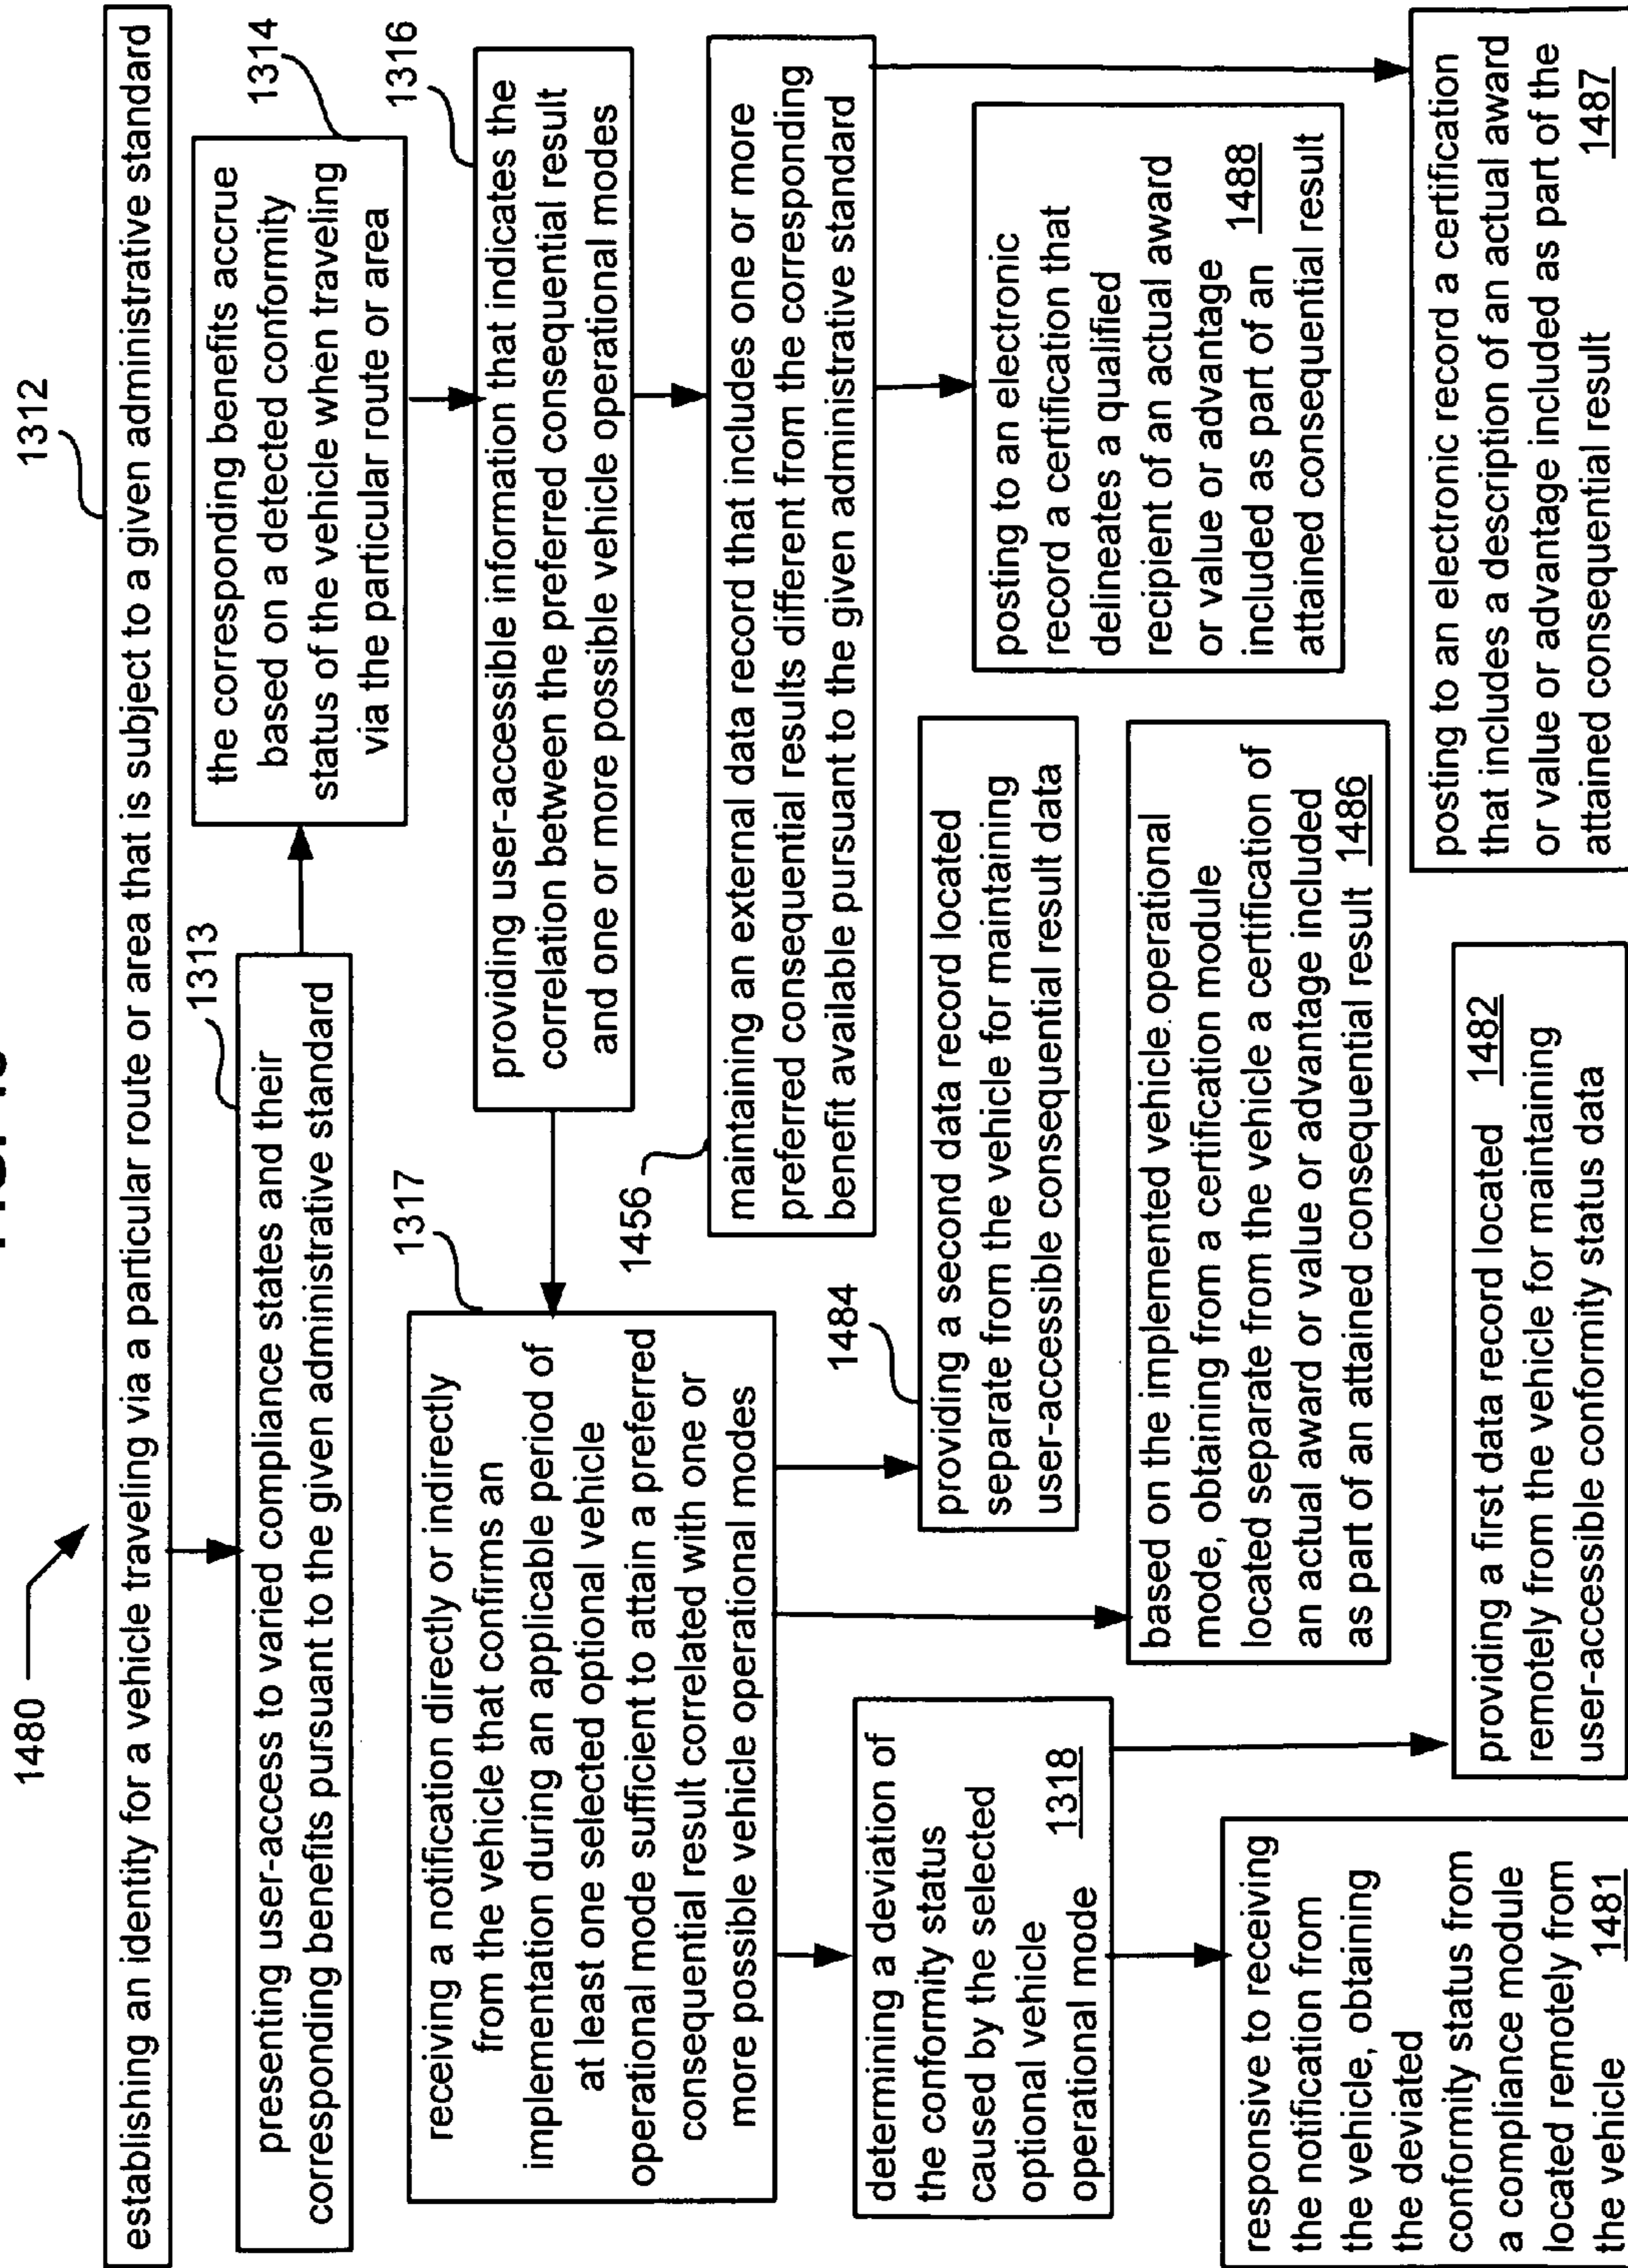 1480
1312
establishing an identity for a vehicle traveling via a particular route or area that is subject to a given administrative standard
1313
presenting user-access to varied compliance states and their
corresponding benefits pursuant to the given administrative standard
1314
the corresponding benefits accrue
based on a detected conformity
status of the vehicle when traveling
via the particular route or area
1316
providing user-accessible information that indicates the
correlation between the preferred consequential result
and one or more possible vehicle operational modes
1317
receiving a notification directly or indirectly
from the vehicle that confirms an
implementation during an applicable period of
at least one selected optional vehicle
operational mode sufficient to attain a preferred
consequential result correlated with one or
more possible vehicle operational modes
1456
maintaining an external data record that includes one or more
preferred consequential results different from the corresponding
benefit available pursuant to the given administrative standard
1484
providing a second data record located
separate from the vehicle for maintaining
user-accessible consequential result data
posting to an electronic
record a certification that
delineates a qualified
recipient of an actual award
or value or advantage 1488
included as part of an
attained consequential result
determining a deviation of
the conformity status
caused by the selected
optional vehicle 1318
operational mode
based on the implemented vehicle operational
mode, obtaining from a certification module
located separate from the vehicle a certification of
an actual award or value or advantage included
as part of an attained consequential result 1486
responsive to receiving
the notification from
the vehicle, obtaining
the deviated
conformity status from
a compliance module
located remotely from
the vehicle 1481
providing a first data record located 1482
remotely from the vehicle for maintaining
user-accessible conformity status data
posting to an electronic record a certification
that includes a description of an actual award
or value or advantage included as part of the
attained consequential result 1487